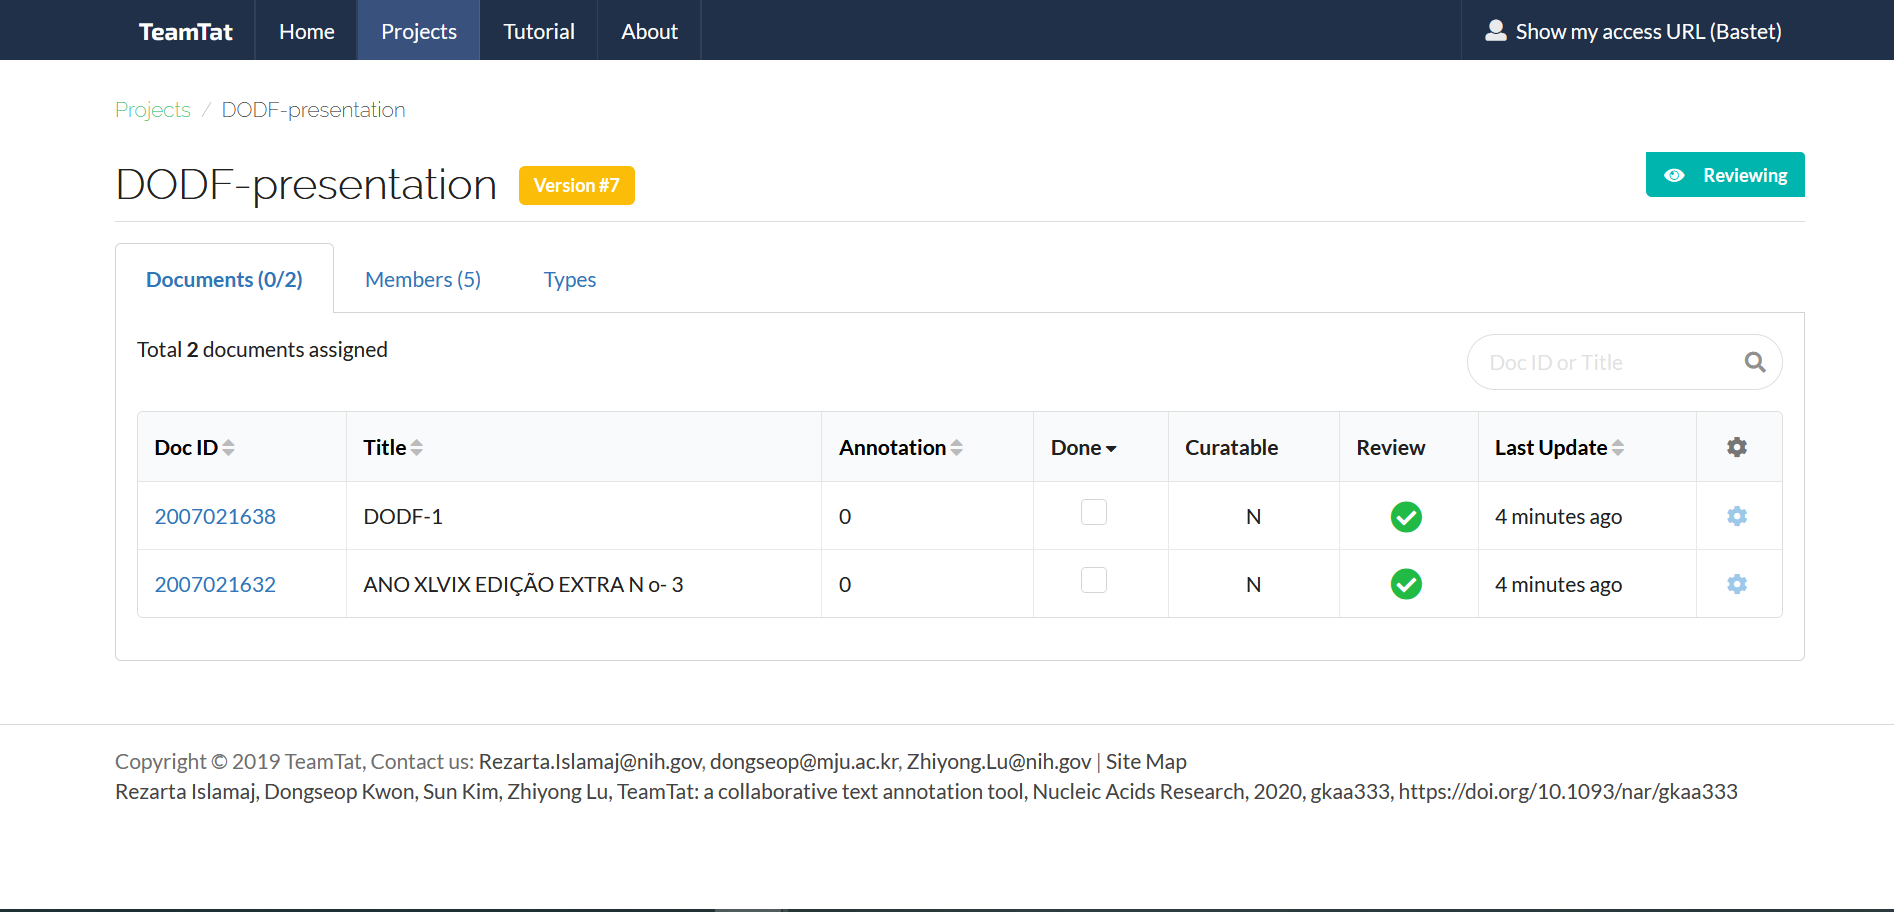 TeamTat Home Projects Tutorial About Show my access URL (Bastet)
Projects / DODF-presentation
DODF-presentation Version #7 Reviewing
Documents (0/2) Members (5) Types
Total 2 documents assigned Doc ID or Title
Doc ID Title Annotation Done Curatable Review Last Update
2007021638 DODF-1 0 N 4 minutes ago
2007021632 ANO XLVIX EDIÇÃO EXTRA N o- 3 0 N 4 minutes ago
Copyright © 2019 TeamTat, Contact us: Rezarta.Islamaj@nih.gov, dongseop@mju.ac.kr, Zhiyong.Lu@nih.gov | Site Map
Rezarta Islamaj, Dongseop Kwon, Sun Kim, Zhiyong Lu, TeamTat: a collaborative text annotation tool, Nucleic Acids Research, 2020, gkaa333, https://doi.org/10.1093/nar/gkaa333